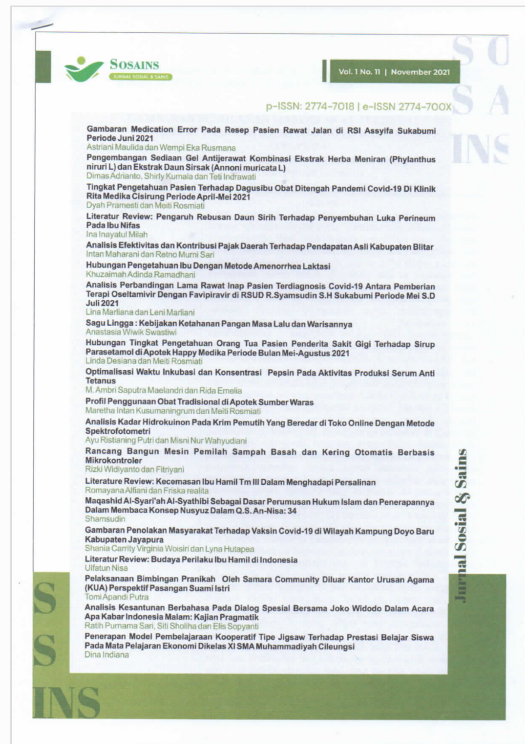 SOSAINS
JURNAL SOSIAL & SAINS
Vol. 1 No. 11 | November 2021
p-ISSN: 2774-7018 | e-ISSN 2774-700X
S O
S A
INS
Gambaran Medication Error Pada Resep Pasien Rawat Jalan di RSI Assyifa Sukabumi
Periode Juni 2021
Astriani Maulida dan Wempi Eka Rusmana
Pengembangan Sediaan Gel Antijerawat Kombinasi Ekstrak Herba Meniran (Phylanthus
niruri L) dan Ekstrak Daun Sirsak (Annoni muricata L)
Dimas Adrianto, Shirly Kumala dan Teti Indrawati
Tingkat Pengetahuan Pasien Terhadap Dagusibu Obat Ditengah Pandemi Covid-19 Di Klinik
Rita Medika Cisirung Periode April-Mei 2021
Dyah Pramesti dan Meiti Rosmiati
Literatur Review: Pengaruh Rebusan Daun Sirih Terhadap Penyembuhan Luka Perineum
Pada Ibu Nifas
Ina Inayatul Milah
Analisis Efektivitas dan Kontribusi Pajak Daerah Terhadap Pendapatan Asli Kabupaten Blitar
Intan Maharani dan Retno Murni Sari
Hubungan Pengetahuan Ibu Dengan Metode Amenorrhea Laktasi
Khuzaimah Adinda Ramadhani
Analisis Perbandingan Lama Rawat Inap Pasien Terdiagnosis Covid-19 Antara Pemberian
Terapi Oseltamivir Dengan Favipiravir di RSUD R.Syamsudin S.H Sukabumi Periode Mei S.D
Juli 2021
Lina Marliana dan Leni Marliani
Sagu Lingga : Kebijakan Ketahanan Pangan Masa Lalu dan Warisannya
Anastasia Wiwik Swastiwi
Hubungan Tingkat Pengetahuan Orang Tua Pasien Penderita Sakit Gigi Terhadap Sirup
Parasetamol di Apotek Happy Medika Periode Bulan Mei-Agustus 2021
Linda Desiana dan Meiti Rosmiati
Optimalisasi Waktu Inkubasi dan Konsentrasi Pepsin Pada Aktivitas Produksi Serum Anti
Tetanus
M. Ambri Saputra Maelandri dan Rida Emelia
Profil Penggunaan Obat Tradisional di Apotek Sumber Waras
Maretha Intan Kusumaningrum dan Meiti Rosmiati
Analisis Kadar Hidrokuinon Pada Krim Pemutih Yang Beredar di Toko Online Dengan Metode
Spektrofotometri
Ayu Ristianing Putri dan Misni Nur Wahyudiani
Rancang Bangun Mesin Pemilah Sampah Basah dan Kering Otomatis Berbasis
Mikrokontroler
Rizki Widiyanto dan Fitriyani
Literature Review: Kecemasan Ibu Hamil Tm III Dalam Menghadapi Persalinan
Romayana Alfiani dan Friska realita
Maqashid Al-Syari'ah Al-Syathibi Sebagai Dasar Perumusan Hukum Islam dan Penerapannya
Dalam Membaca Konsep Nusyuz Dalam Q.S. An-Nisa: 34
Shamsudin
Gambaran Penolakan Masyarakat Terhadap Vaksin Covid-19 di Wilayah Kampung Doyo Baru
Kabupaten Jayapura
Shania Carrity Virginia Woisiri dan Lyna Hutapea
Literatur Review: Budaya Perilaku Ibu Hamil di Indonesia
Ulfatun Nisa
Pelaksanaan Bimbingan Pranikah Oleh Samara Community Diluar Kantor Urusan Agama
(KUA) Perspektif Pasangan Suami Istri
Tomi Apandi Putra
Analisis Kesantunan Berbahasa Pada Dialog Spesial Bersama Joko Widodo Dalam Acara
Apa Kabar Indonesia Malam: Kajian Pragmatik
Ratih Purnama Sari, Siti Sholiha dan Elis Sopyanti
Penerapan Model Pembelajaraan Kooperatif Tipe Jigsaw Terhadap Prestasi Belajar Siswa
Pada Mata Pelajaran Ekonomi Dikelas XI SMA Muhammadiyah Cileungsi
Dina Indiana
Jurnal Sosial & Sains
S
S
INS